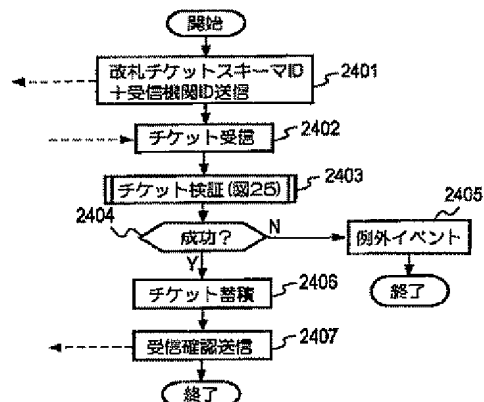 開始
改札チケットスキーマID
+受信機関ID送信
2401
チケット受信
2402
チケット検証(図25)
2403
2404
成功?
N
2405
例外イベント
終了
Y
チケット蓄積
2406
受信確認送信
2407
終了